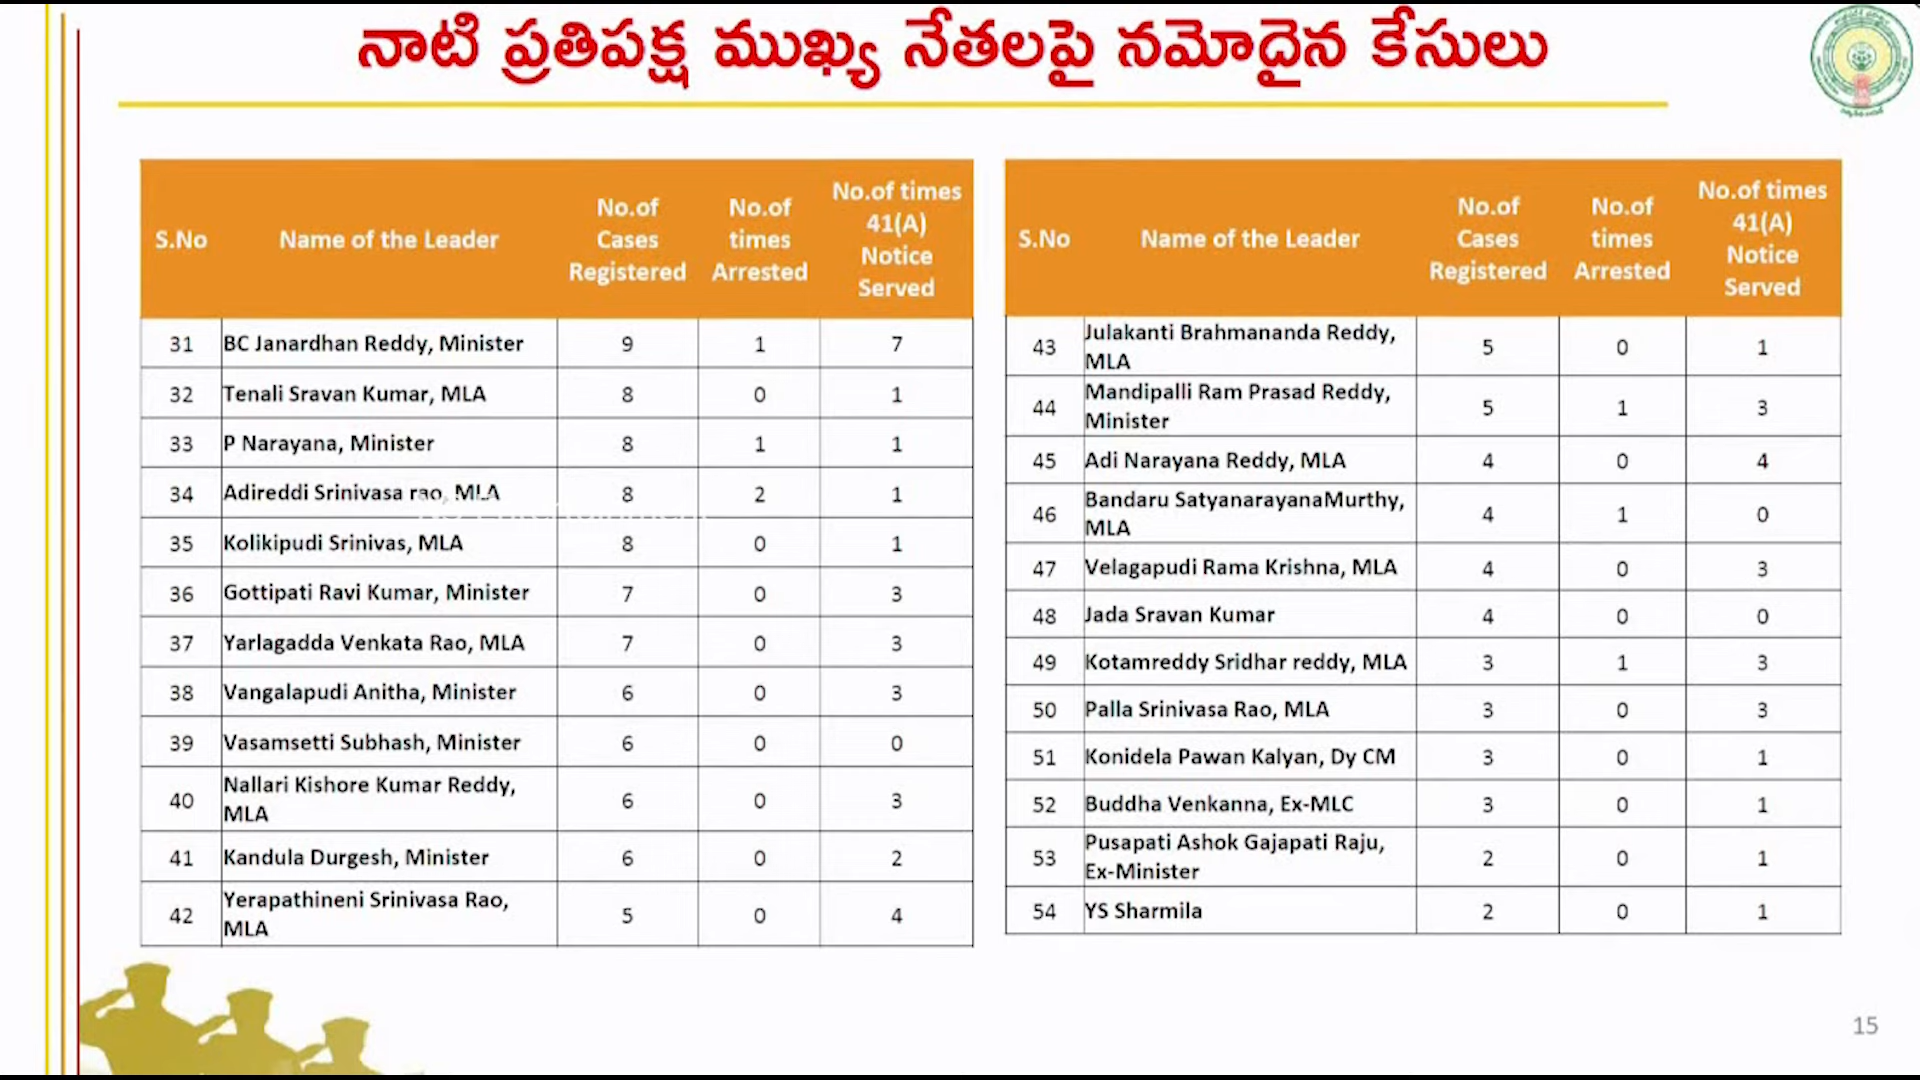 నాటి ప్రతిపక్ష ముఖ్య నేతలపై నమోదైన కేసులు
S.No Name of the Leader No.of Cases Registered No.of times Arrested No.of times 41(A) Notice Served
31 BC Janardhan Reddy, Minister 9 1 7
32 Tenali Sravan Kumar, MLA 8 0 1
33 P Narayana, Minister 8 1 1
34 Adireddi Srinivasa rao, MLA 8 2 1
35 Kolikipudi Srinivas, MLA 8 0 1
36 Gottipati Ravi Kumar, Minister 7 0 3
37 Yarlagadda Venkata Rao, MLA 7 0 3
38 Vangalapudi Anitha, Minister 6 0 3
39 Vasamsetti Subhash, Minister 6 0 0
40 Nallari Kishore Kumar Reddy, MLA 6 0 3
41 Kandula Durgesh, Minister 6 0 2
42 Yerapathineni Srinivasa Rao, MLA 5 0 4
S.No Name of the Leader No.of Cases Registered No.of times Arrested No.of times 41(A) Notice Served
43 Julakanti Brahmananda Reddy, MLA 5 0 1
44 Mandipalli Ram Prasad Reddy, Minister 5 1 3
45 Adi Narayana Reddy, MLA 4 0 4
46 Bandaru SatyanarayanaMurthy, MLA 4 1 0
47 Velagapudi Rama Krishna, MLA 4 0 3
48 Jada Sravan Kumar 4 0 0
49 Kotamreddy Sridhar reddy, MLA 3 1 3
50 Palla Srinivasa Rao, MLA 3 0 3
51 Konidela Pawan Kalyan, Dy CM 3 0 1
52 Buddha Venkanna, Ex-MLC 3 0 1
53 Pusapati Ashok Gajapati Raju, Ex-Minister 2 0 1
54 YS Sharmila 2 0 1
15